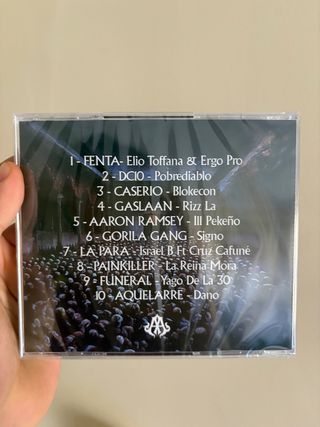 1 - FENTA- Elio Toffana & Ergo Pro
2 - DC10 - Pobrediablo
3 - CASERIO - Blokecon
4 - GASLAAN - Rizz La
5 - AARON RAMSEY - Ill Pekeño
6 - GORILA GANG - Signo
7 - LA PARA - Israel B Ft Cruz Cafuné
8 - PAINKILLER - La Reina Mora
9 - FUNERAL - Yago De La 30
10 - AQUELARRE - Dano